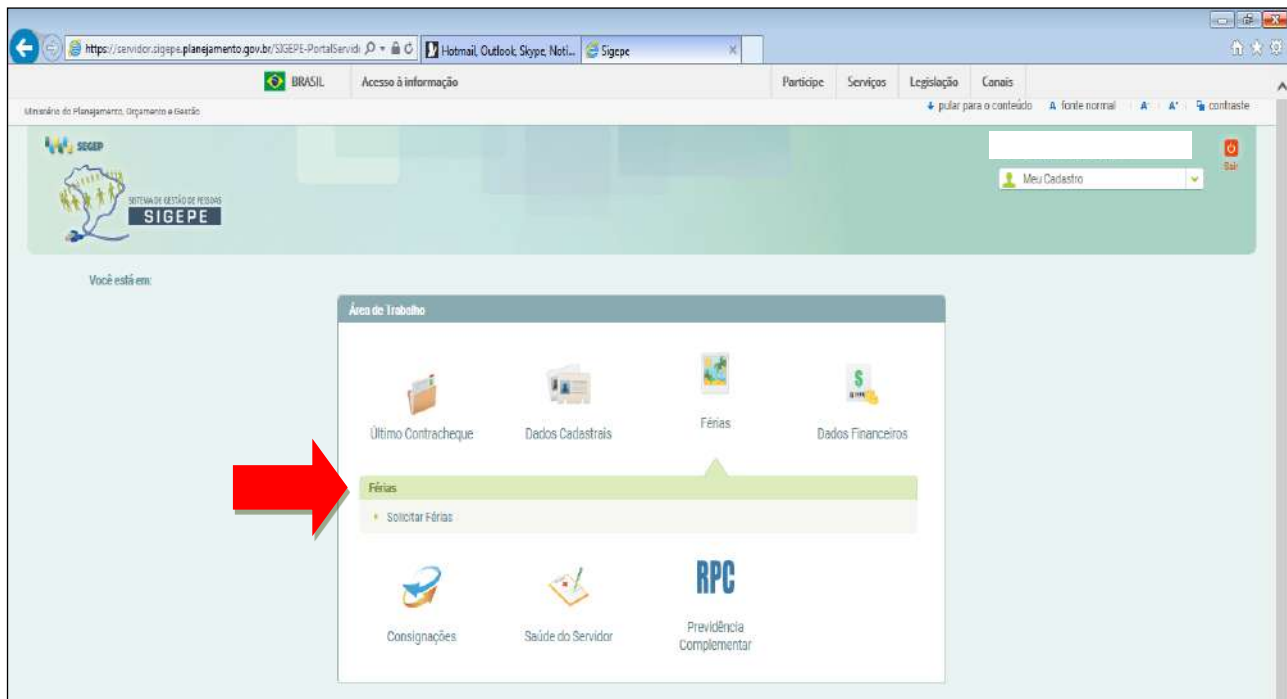 https://servidor.sigepe.planejamento.gov.br/SIGEPE-PortalServid
Hotmail, Outlook, Skype, Notí...
Sigepe
BRASIL
Acesso à informação
Participe
Serviços
Legislação
Canais
Ministério do Planejamento, Orçamento e Gestão
pular para o conteúdo
A fonte normal
A-
A+
contraste
SEGEP
SISTEMA DE GESTÃO DE PESSOAS
SIGEPE
Meu Cadastro
Sair
Você está em:
Área de Trabalho
Último Contracheque
Dados Cadastrais
Férias
Dados Financeiros
Férias
Solicitar Férias
RPC
Consignações
Saúde do Servidor
Previdência
Complementar